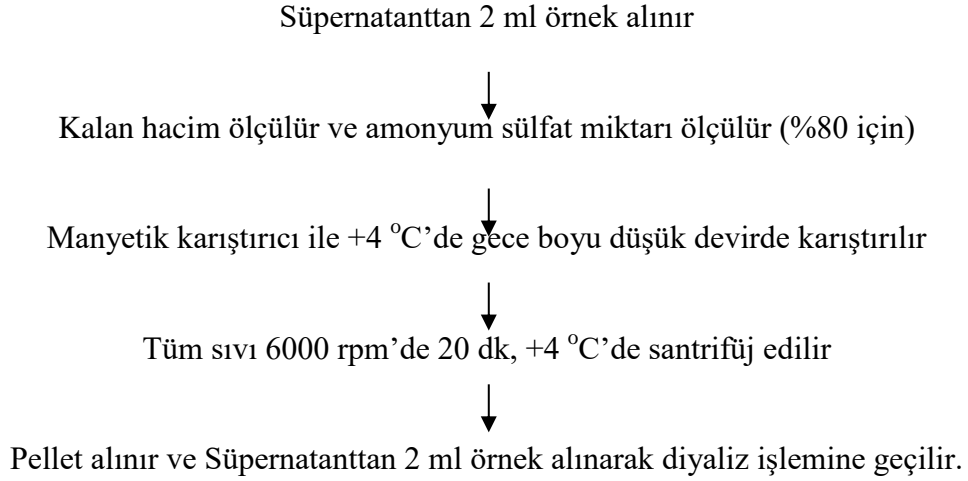 Süpernatanttan 2 ml örnek alınır
Kalan hacim ölçülür ve amonyum sülfat miktarı ölçülür (%80 için)
Manyetik karıştırıcı ile +4 °C’de gece boyu düşük devirde karıştırılır
Tüm sıvı 6000 rpm’de 20 dk, +4 °C’de santrifüj edilir
Pellet alınır ve Süpernatanttan 2 ml örnek alınarak diyaliz işlemine geçilir.